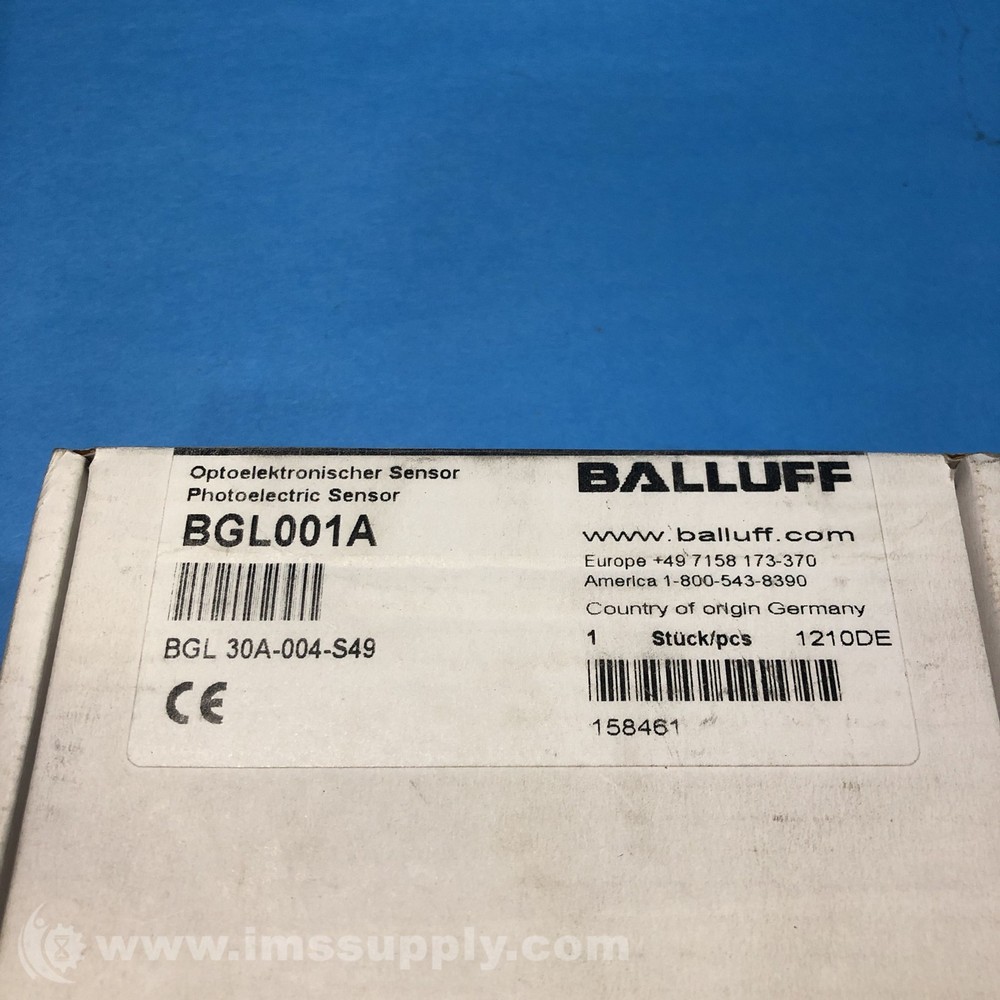 Optoelektronischer Sensor
Photoelectric Sensor
BGL001A
BGL 30A-004-S49
CE
BALLUFF
www.balluff.com
Europe +49 7158 173-370
America 1-800-543-8390
Country of origin Germany
1 Stück/pcs 1210DE
158461
www.imssupply.com